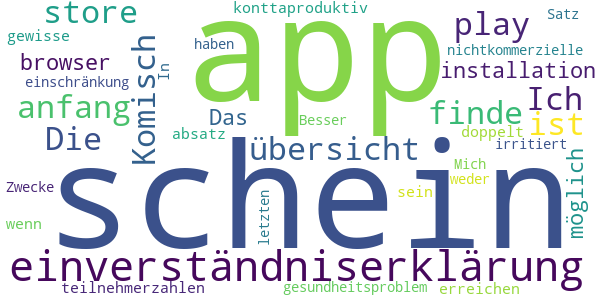 store
konttaproduktiv
Satz
gewisse
app
play
haben
nichtkommerzielle
browser
Komisch
In
installation
einschränkung
anfang
Ich
finde
ist
Das
Besser
Die
absatz
doppelt
irritiert
übersicht
schein
Mich
möglich
weder
Zwecke
sein
letzten
wenn
einverständniserklärung
teilnehmerzahlen
gesundheitsproblem
erreichen